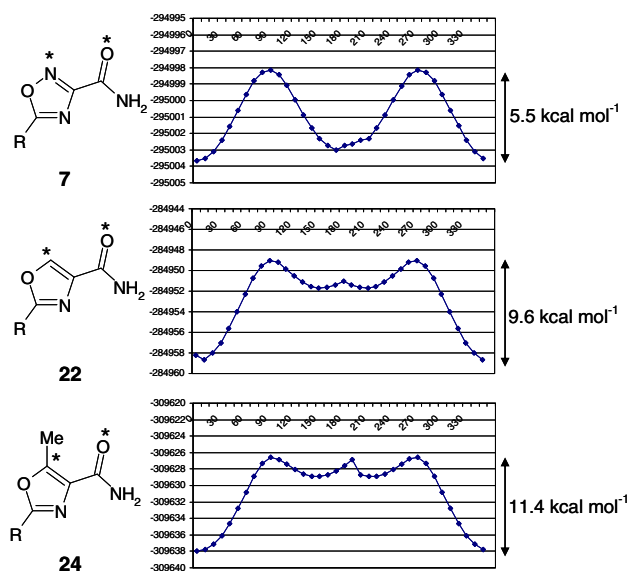 -294995
-294996
-294997
-294998
-294999
-295000
-295001
-295002
-295003
-295004
-295005
0 30 60 90 120 150 180 210 240 270 300 330
* O
* N
O
N
NH2
R
7
5.5 kcal mol-1
-284944
-284946
-284948
-284950
-284952
-284954
-284956
-284958
-284960
0 30 60 90 120 150 180 210 240 270 300 330
* O
*
O
N
NH2
R
22
9.6 kcal mol-1
-309620
-309622
-309624
-309626
-309628
-309630
-309632
-309634
-309636
-309638
-309640
0 30 60 90 120 150 180 210 240 270 300 330
Me
* O
*
O
N
NH2
R
24
11.4 kcal mol-1